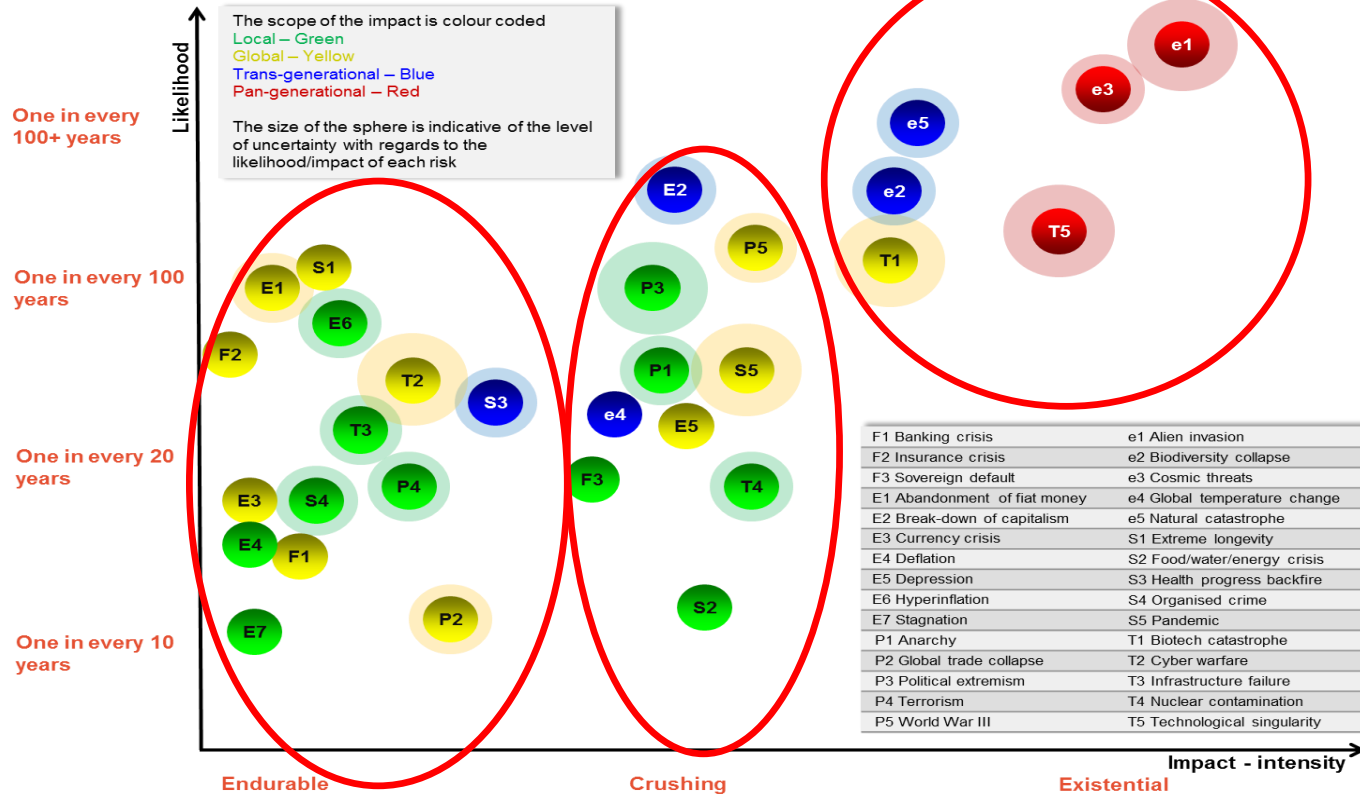 The scope of the impact is colour coded
Local – Green
Global – Yellow
Trans-generational – Blue
Pan-generational – Red
The size of the sphere is indicative of the level
of uncertainty with regards to the
likelihood/impact of each risk
Likelihood
One in every
100+ years
One in every 100
years
One in every 20
years
One in every 10
years
e1
e3
e5
e2
T5
T1
E2
P5
P3
P1
S5
e4
E5
F3
T4
S2
S1
E1
E6
F2
T2
S3
T3
P4
E3
S4
E4
F1
P2
E7
F1 Banking crisis
F2 Insurance crisis
F3 Sovereign default
E1 Abandonment of fiat money
E2 Break-down of capitalism
E3 Currency crisis
E4 Deflation
E5 Depression
E6 Hyperinflation
E7 Stagnation
P1 Anarchy
P2 Global trade collapse
P3 Political extremism
P4 Terrorism
P5 World War III
e1 Alien invasion
e2 Biodiversity collapse
e3 Cosmic threats
e4 Global temperature change
e5 Natural catastrophe
S1 Extreme longevity
S2 Food/water/energy crisis
S3 Health progress backfire
S4 Organised crime
S5 Pandemic
T1 Biotech catastrophe
T2 Cyber warfare
T3 Infrastructure failure
T4 Nuclear contamination
T5 Technological singularity
Impact - intensity
Endurable
Crushing
Existential